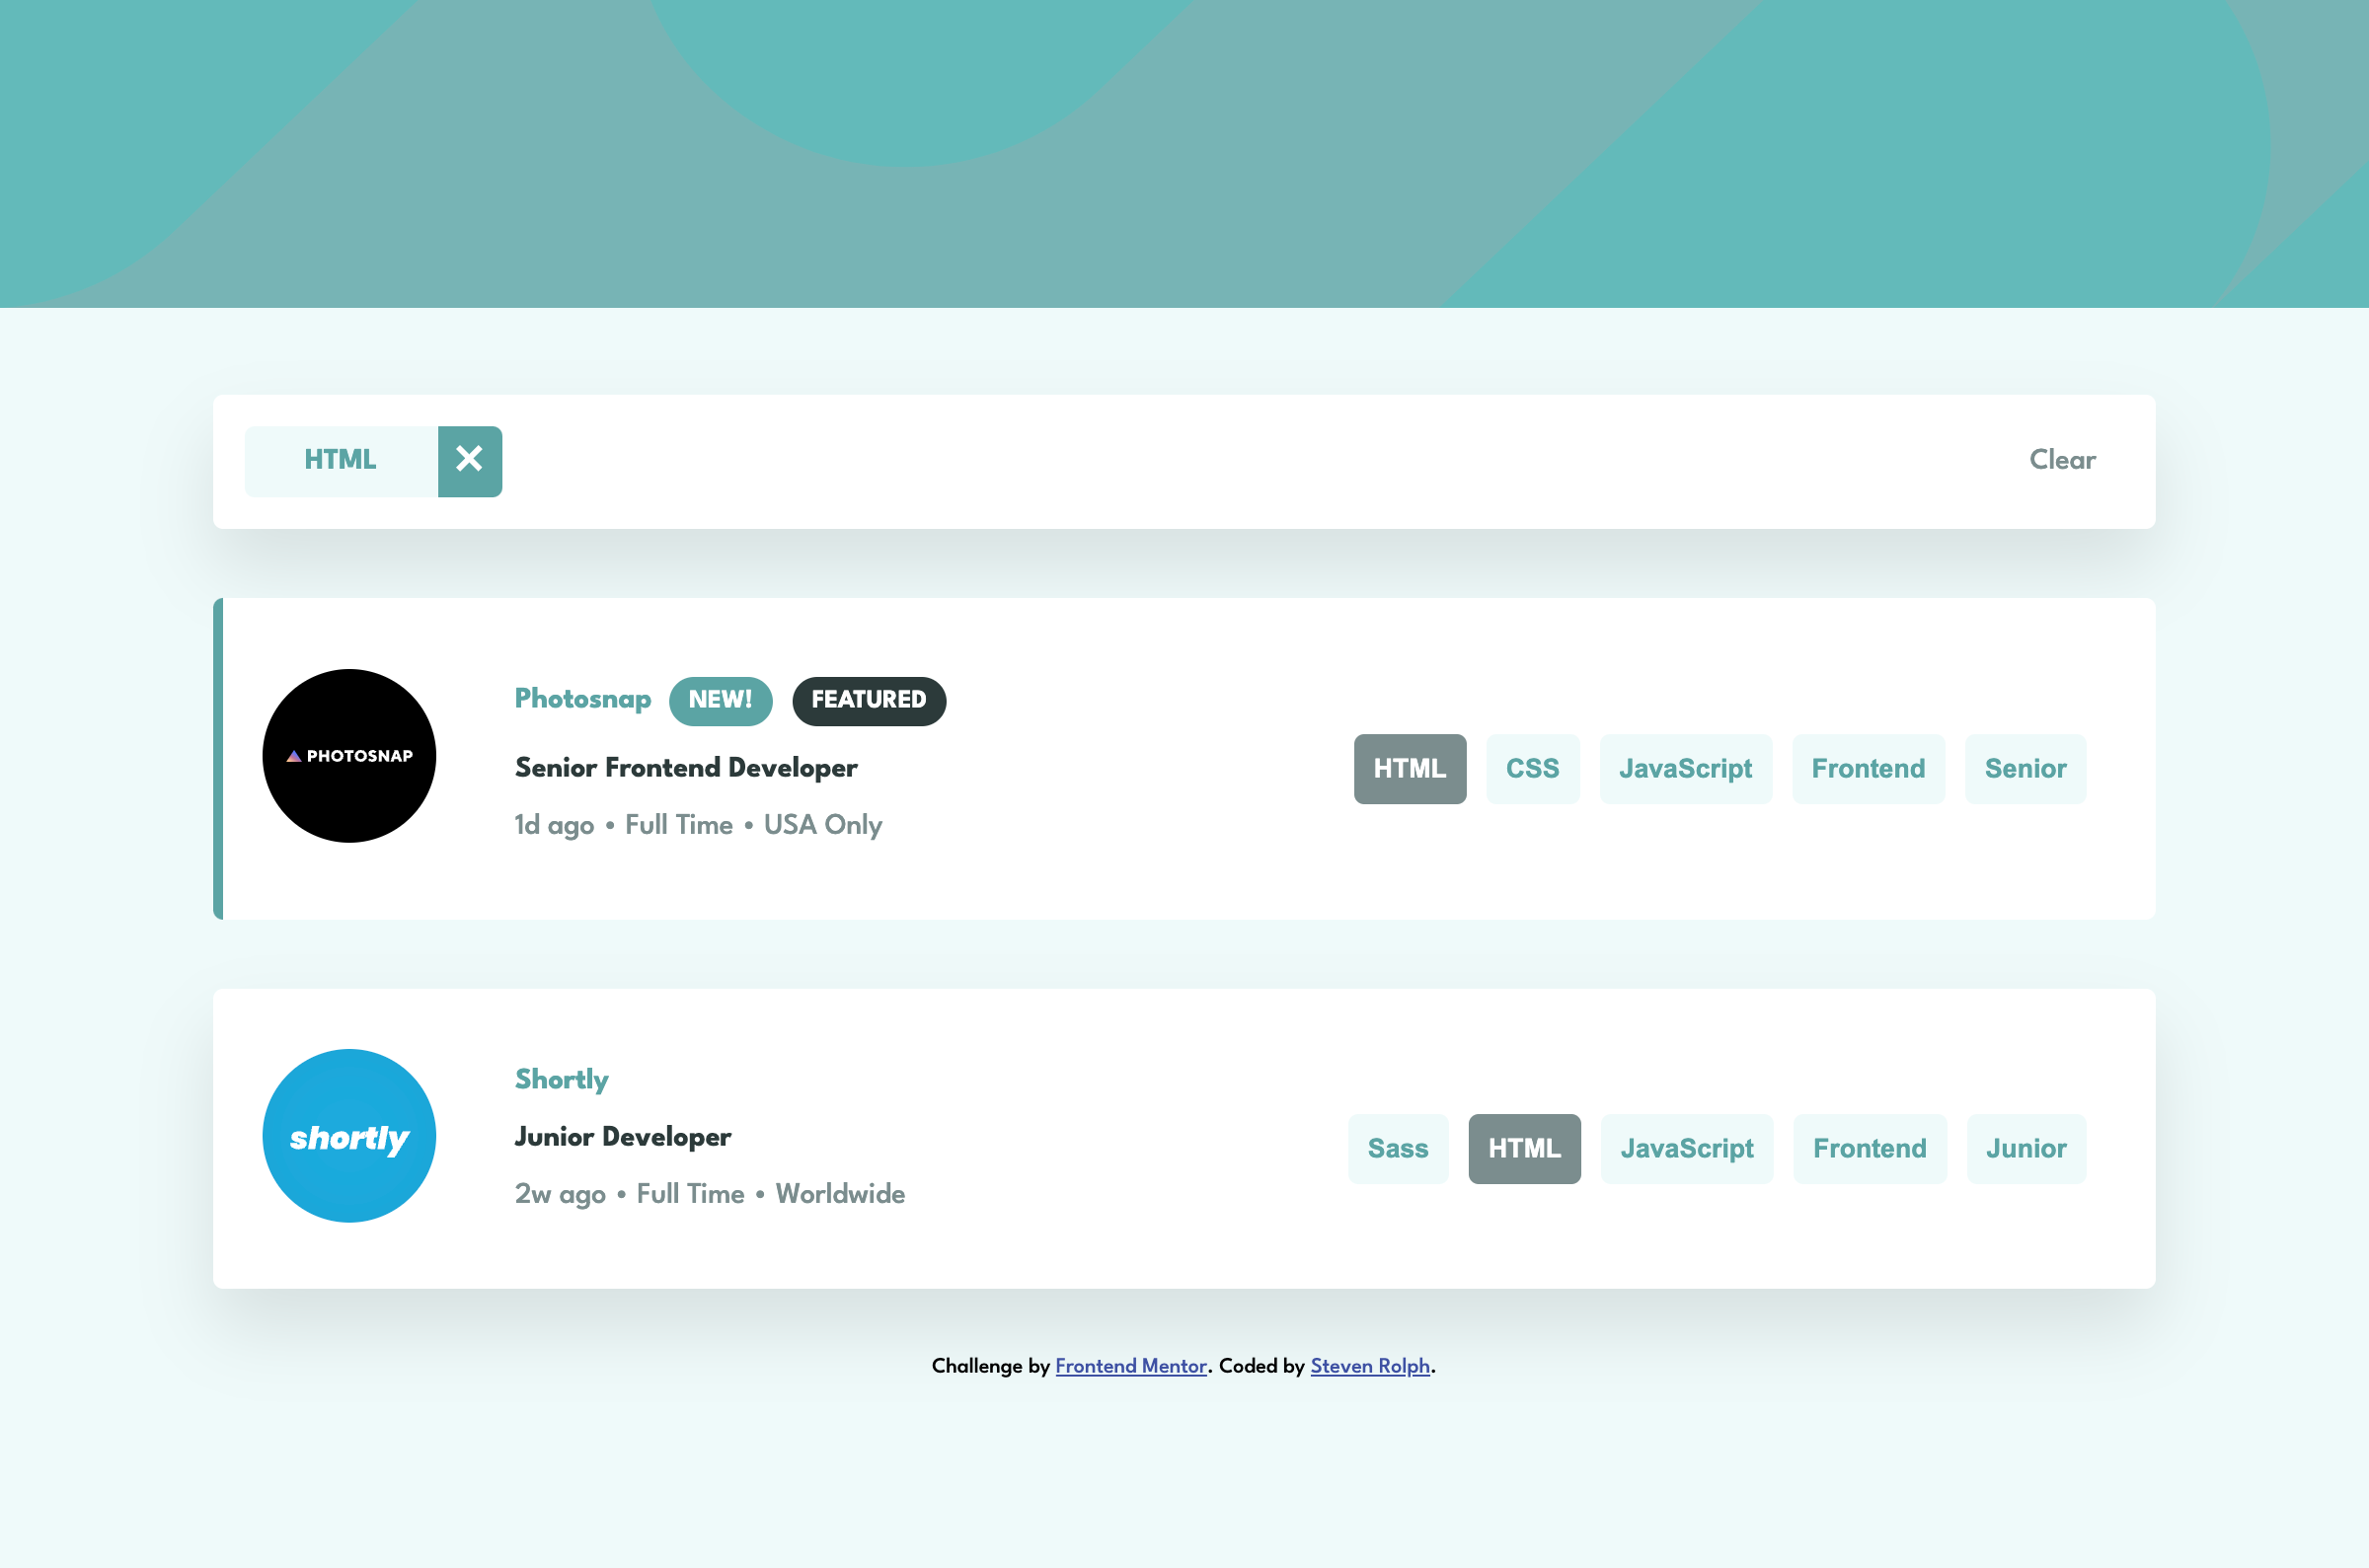 HTML
Clear
PHOTOSNAP
Photosnap NEW! FEATURED
Senior Frontend Developer
1d ago • Full Time • USA Only
HTML CSS JavaScript Frontend Senior
shortly
Shortly
Junior Developer
2w ago • Full Time • Worldwide
Sass HTML JavaScript Frontend Junior
Challenge by Frontend Mentor. Coded by Steven Rolph.